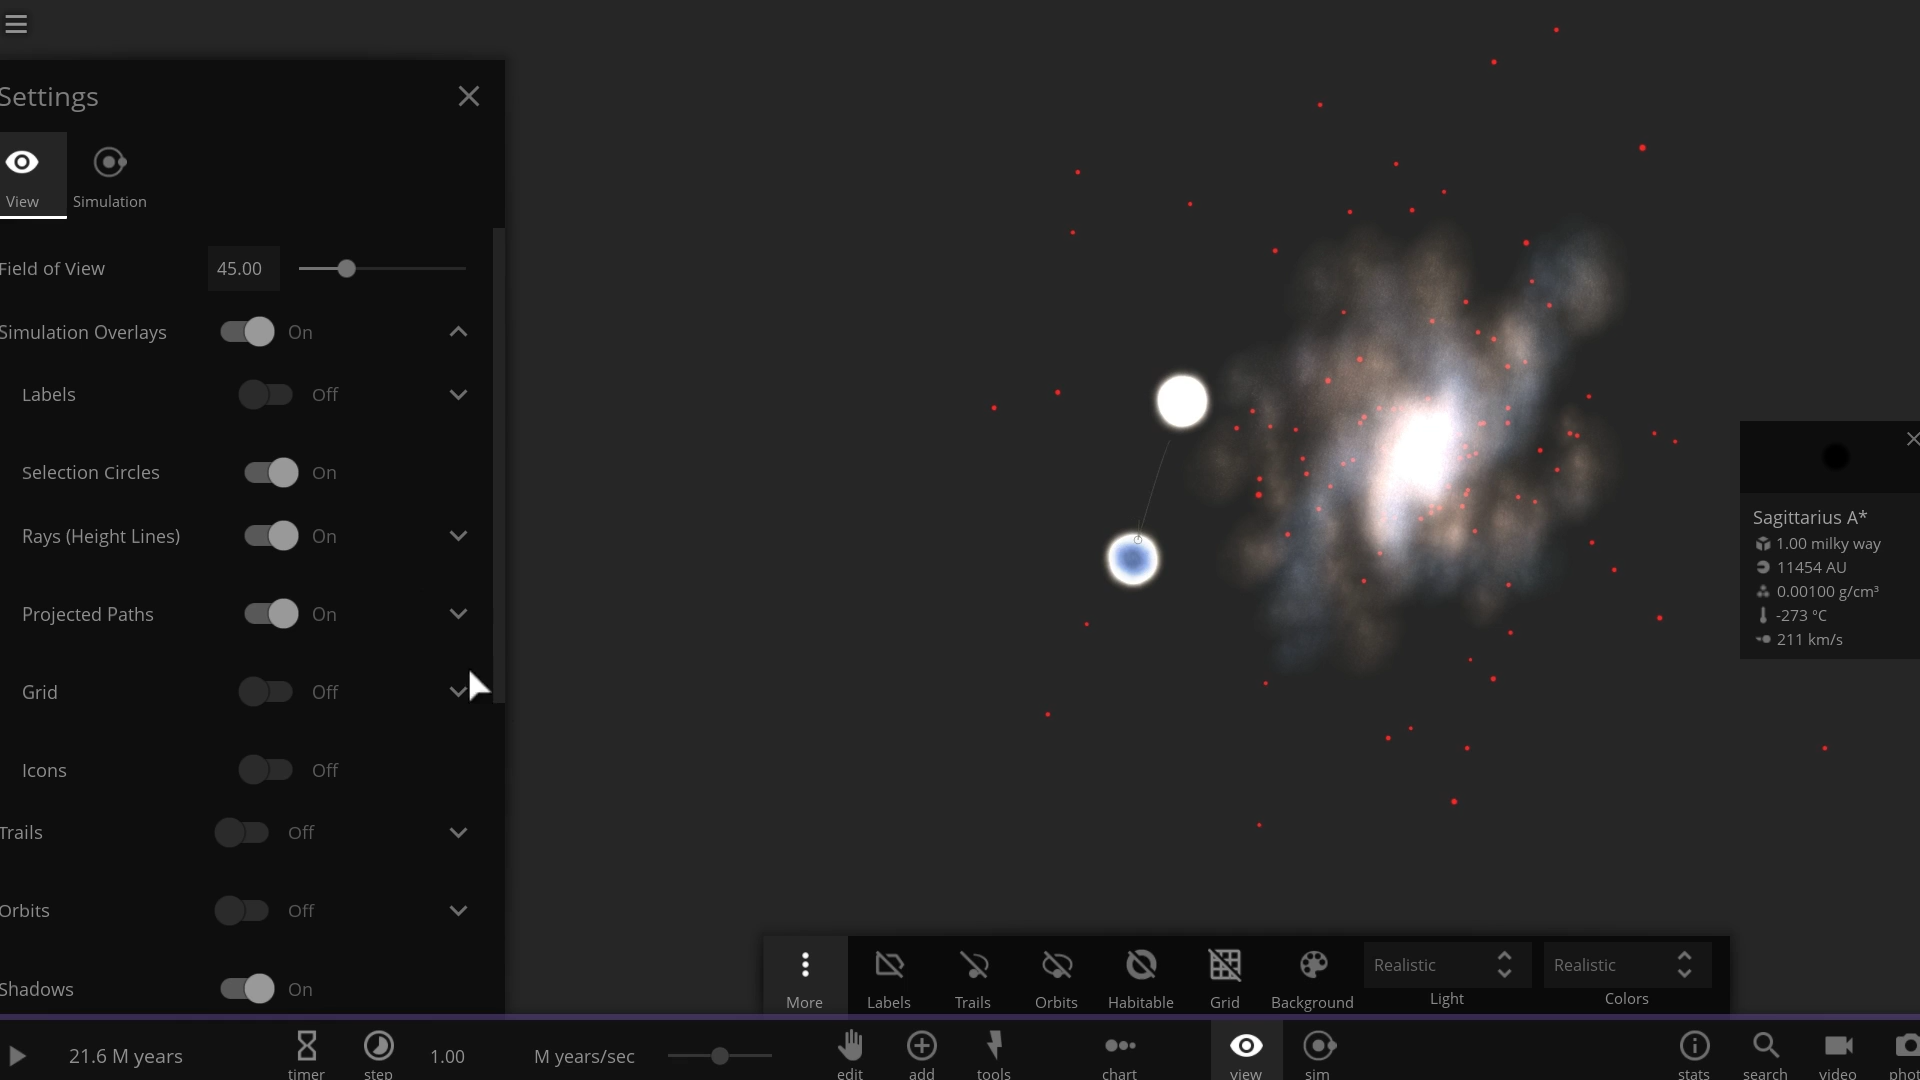 Settings
View
Simulation
Field of View
45.00
Simulation Overlays
On
Labels
Off
Selection Circles
On
Rays (Height Lines)
On
Projected Paths
On
Grid
Off
Icons
Off
Trails
Off
Orbits
Off
Shadows
On
Sagittarius A*
1.00 milky way
11454 AU
0.00100 g/cm³
-273 °C
211 km/s
More
Labels
Trails
Orbits
Habitable
Grid
Background
Realistic
Light
Realistic
Colors
21.6 M years
timer
step
1.00
M years/sec
edit
add
tools
chart
view
sim
stats
search
video
phot